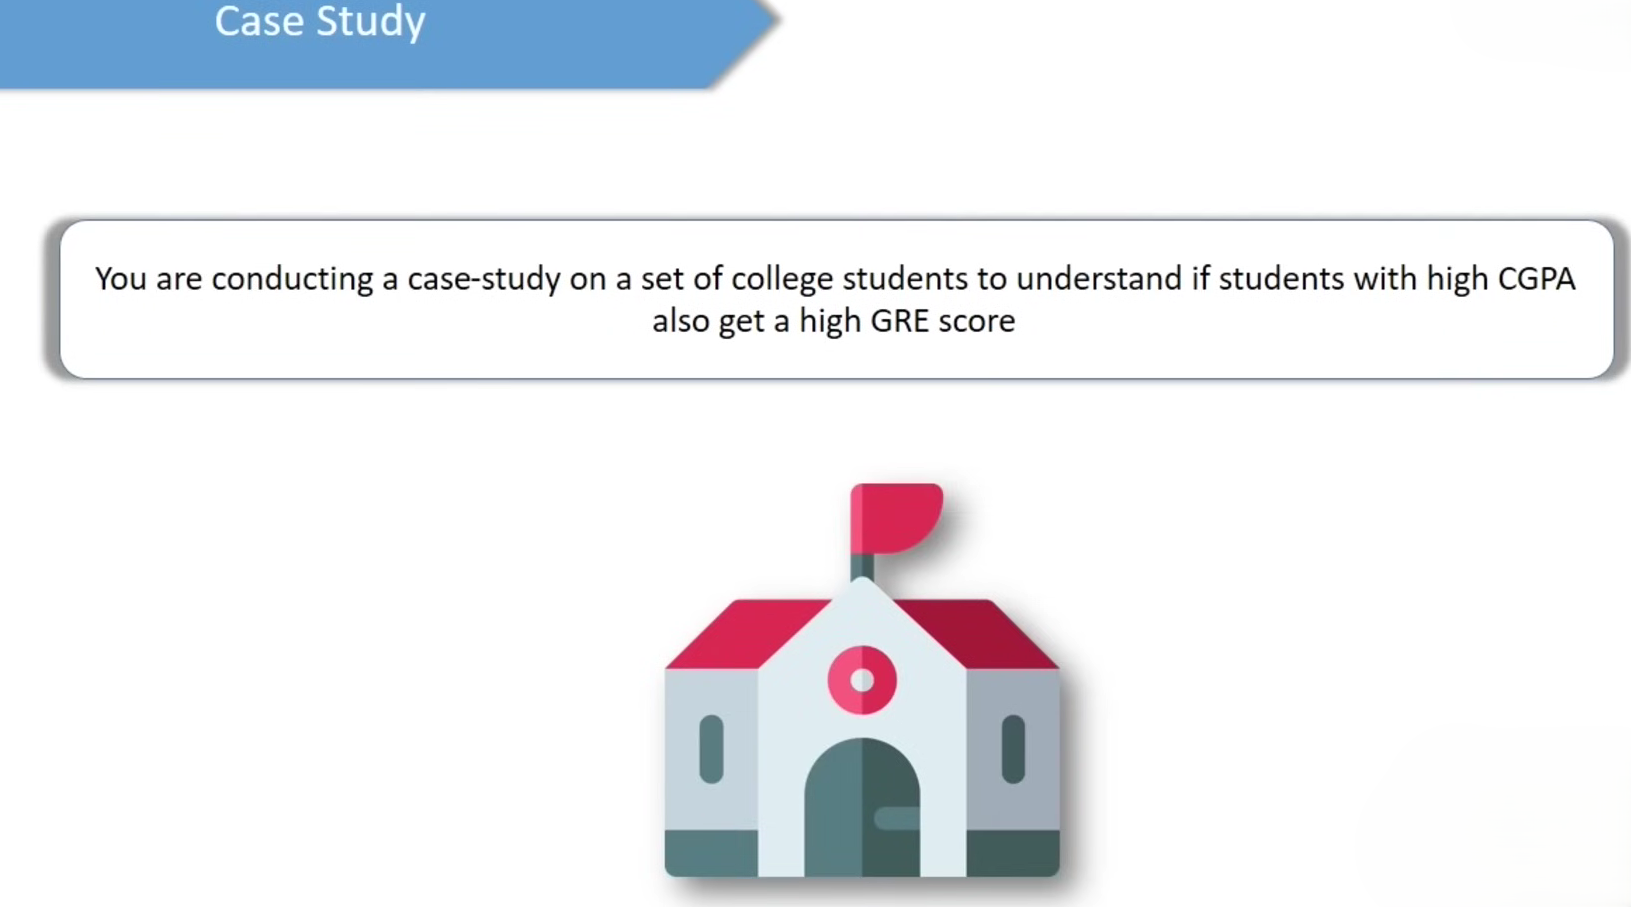 Case Study
You are conducting a case-study on a set of college students to understand if students with high CGPA
also get a high GRE score